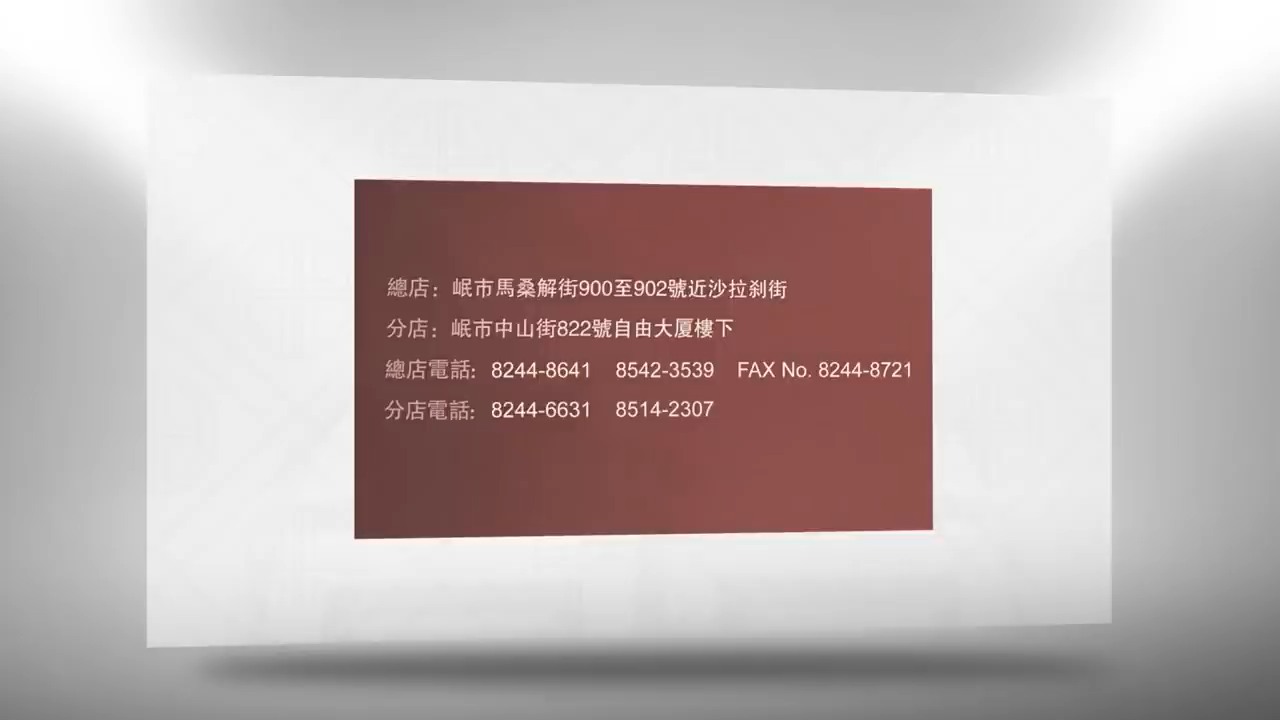 總店：岷市馬桑解街900至902號近沙拉刹街
分店：岷市中山街822號自由大厦樓下
總店電話: 8244-8641 8542-3539 FAX No. 8244-8721
分店電話: 8244-6631 8514-2307